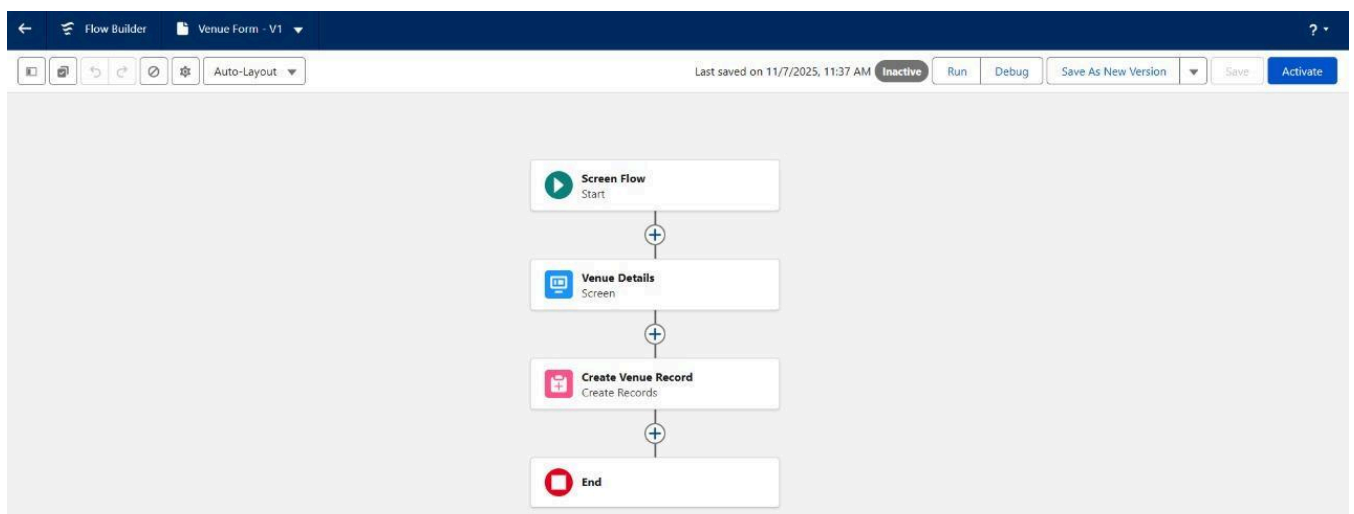 Flow Builder Venue Form - V1 ?
Auto-Layout Last saved on 11/7/2025, 11:37 AM Inactive Run Debug Save As New Version Save Activate
Screen Flow
Start
Venue Details
Screen
Create Venue Record
Create Records
End